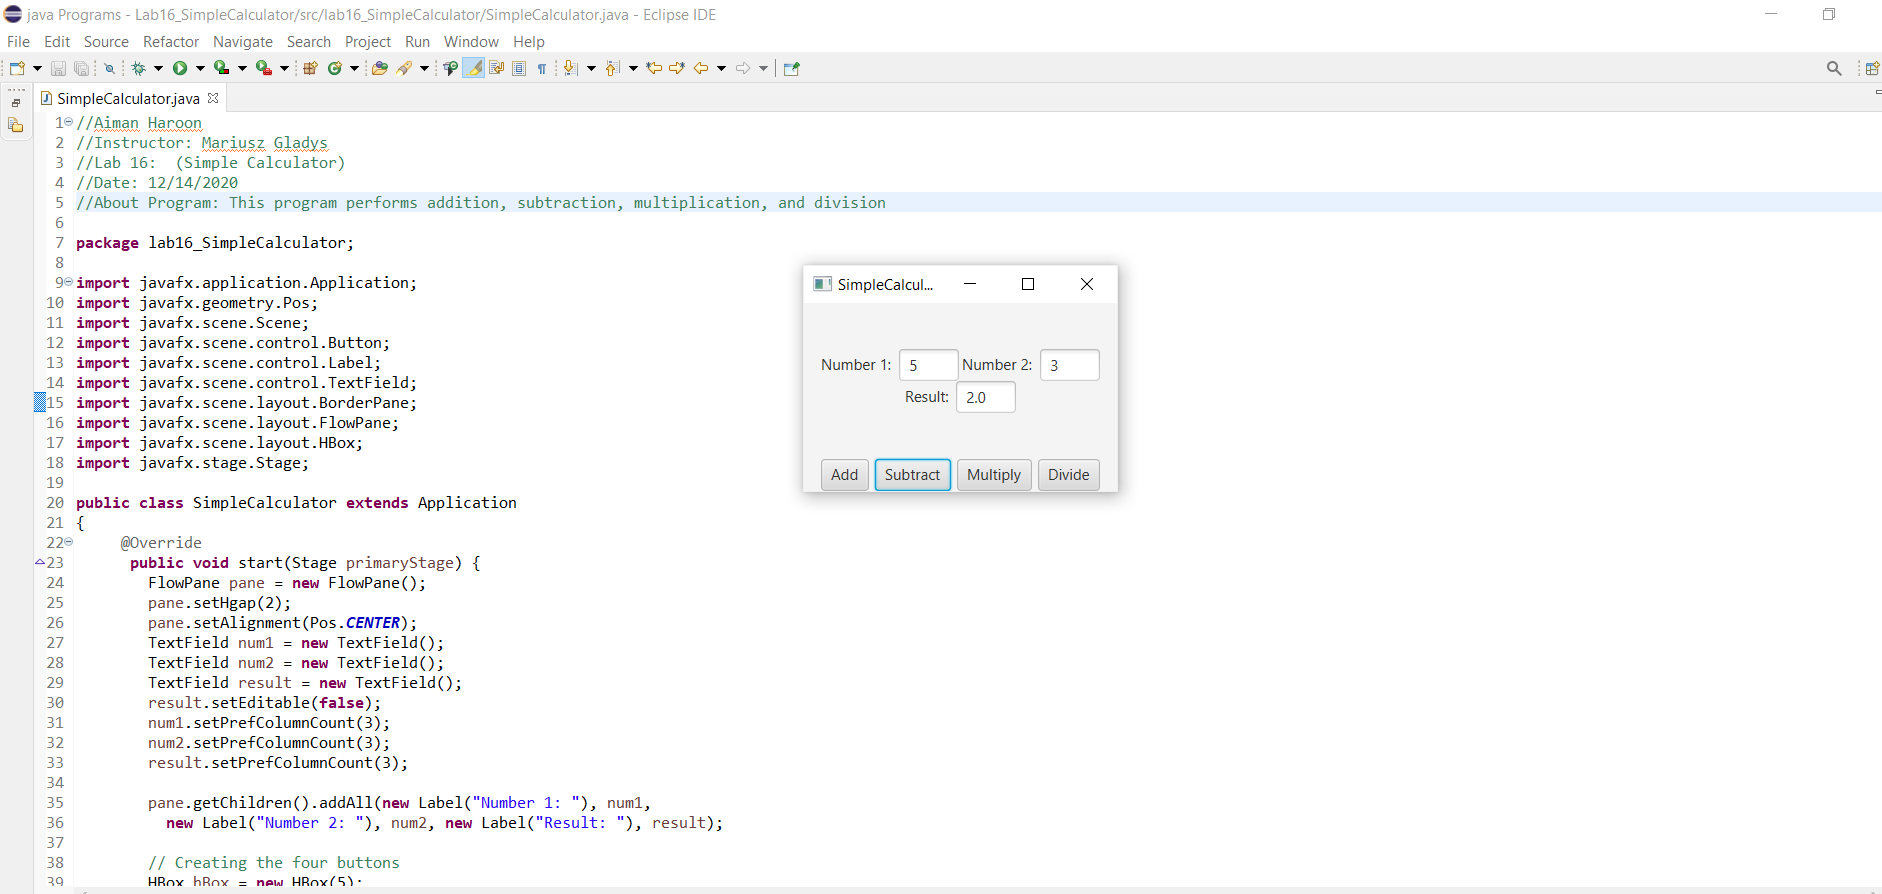 java Programs - Lab16_SimpleCalculator/src/lab16_SimpleCalculator/SimpleCalculator.java - Eclipse IDE
File Edit Source Refactor Navigate Search Project Run Window Help
SimpleCalculator.java
1 //Aiman Haroon
2 //Instructor: Mariusz Gladys
3 //Lab 16:  (Simple Calculator)
4 //Date: 12/14/2020
5 //About Program: This program performs addition, subtraction, multiplication, and division
6
7 package lab16_SimpleCalculator;
8
9 import javafx.application.Application;
10 import javafx.geometry.Pos;
11 import javafx.scene.Scene;
12 import javafx.scene.control.Button;
13 import javafx.scene.control.Label;
14 import javafx.scene.control.TextField;
15 import javafx.scene.layout.BorderPane;
16 import javafx.scene.layout.FlowPane;
17 import javafx.scene.layout.HBox;
18 import javafx.stage.Stage;
19
20 public class SimpleCalculator extends Application
21 {
22 @Override
23 public void start(Stage primaryStage) {
24 FlowPane pane = new FlowPane();
25 pane.setHgap(2);
26 pane.setAlignment(Pos.CENTER);
27 TextField num1 = new TextField();
28 TextField num2 = new TextField();
29 TextField result = new TextField();
30 result.setEditable(false);
31 num1.setPrefColumnCount(3);
32 num2.setPrefColumnCount(3);
33 result.setPrefColumnCount(3);
34
35 pane.getChildren().addAll(new Label("Number 1: "), num1,
36 new Label("Number 2: "), num2, new Label("Result: "), result);
37
38 // Creating the four buttons
39 HBox hBox = new HBox(5);
SimpleCalcul...
Number 1: 5 Number 2: 3
Result: 2.0
Add Subtract Multiply Divide